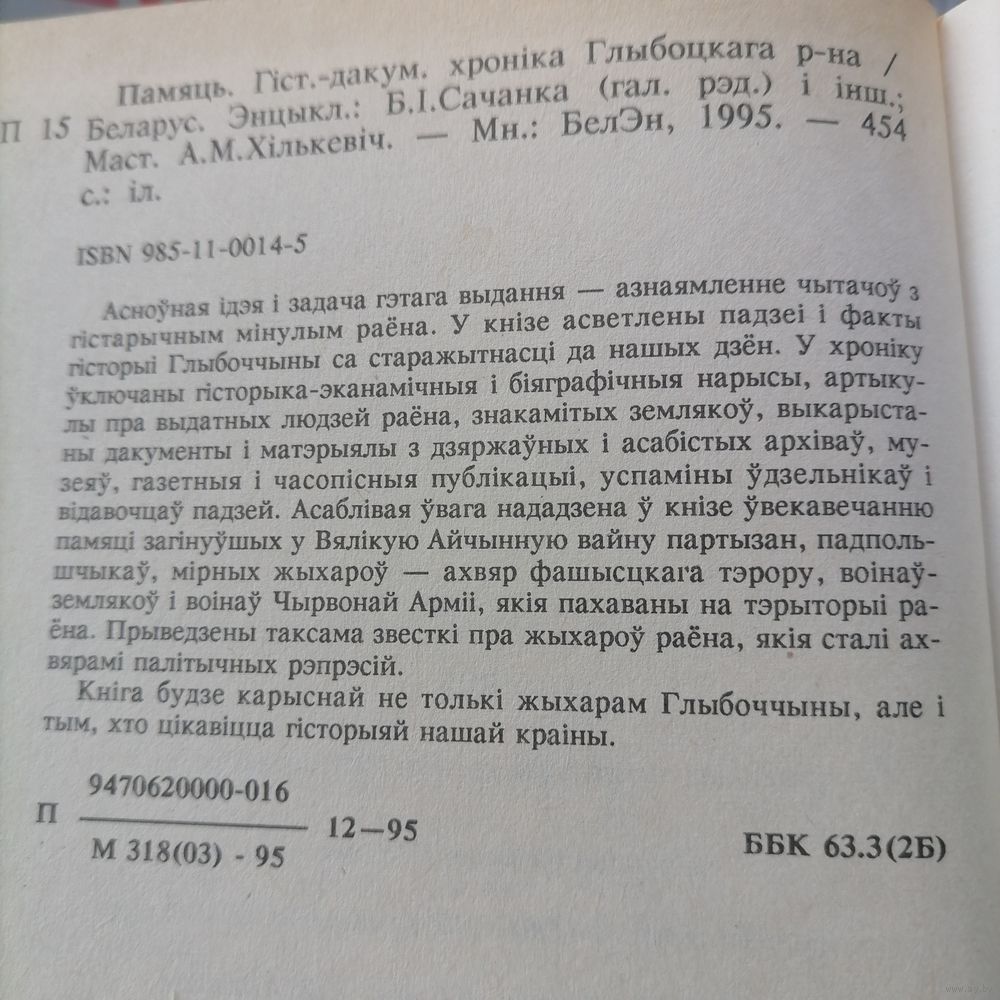 Памяць. Гіст.-дакум. хроніка Глыбоцкага р-на /
П 15 Беларус. Энцыкл.: Б.І.Сачанка (гал. рэд.) і інш.;
Маст. А.М.Хількевіч. — Мн.: БелЭн, 1995. — 454
с.: іл.
ISBN 985-11-0014-5
Асноўная ідэя і задача гэтага выдання — азнаямленне чытачоў з
гістарычным мінулым раёна. У кнізе асветлены падзеі і факты
гісторыі Глыбоччыны са старажытнасці да нашых дзён. У хроніку
ўключаны гісторыка-эканамічныя і біяграфічныя нарысы, артыку-
лы пра выдатных людзей раёна, знакамітых землякоў, выкарыста-
ны дакументы і матэрыялы з дзяржаўных і асабістых архіваў, му-
зеяў, газетныя і часопісныя публікацыі, успаміны ўдзельнікаў і
відавочцаў падзей. Асаблівая ўвага нададзена ў кнізе ўвекавечанню
памяці загінуўшых у Вялікую Айчынную вайну партызан, падполь-
шчыкаў, мірных жыхароў — ахвяр фашысцкага тэрору, воінаў-
землякоў і воінаў Чырвонай Арміі, якія пахаваны на тэрыторыі ра-
ёна. Прыведзены таксама звесткі пра жыхароў раёна, якія сталі ах-
вярамі палітычных рэпрэсій.
Кніга будзе карыснай не толькі жыхарам Глыбоччыны, але і
тым, хто цікавіцца гісторыяй нашай краіны.
9470620000-016
П 12—95
М 318(03) - 95
ББК 63.3(2Б)
www.ay.by